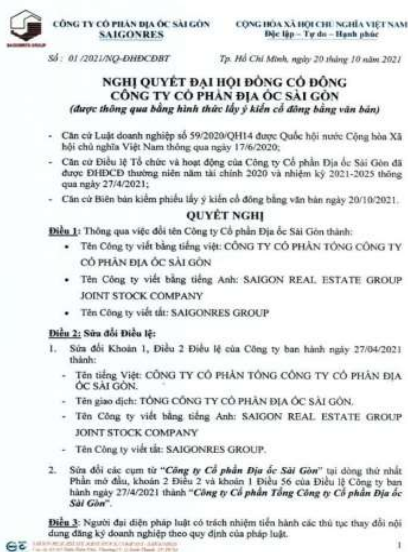 CÔNG TY CỔ PHẦN ĐỊA ỐC SÀI GÒN
SAIGONRES
CỘNG HÒA XÃ HỘI CHỦ NGHĨA VIỆT NAM
Độc lập – Tự do – Hạnh phúc
SAIGONRES GROUP
Số : 01 /2021/NQ-ĐHĐCĐBT
Tp. Hồ Chí Minh, ngày 20 tháng 10 năm 2021
NGHỊ QUYẾT ĐẠI HỘI ĐỒNG CỔ ĐÔNG
CÔNG TY CỔ PHẦN ĐỊA ỐC SÀI GÒN
(được thông qua bằng hình thức lấy ý kiến cổ đông bằng văn bản)
- Căn cứ Luật doanh nghiệp số 59/2020/QH14 được Quốc hội nước Cộng hòa Xã
hội chủ nghĩa Việt Nam thông qua ngày 17/6/2020;
- Căn cứ Điều lệ Tổ chức và hoạt động của Công ty Cổ phần Địa ốc Sài Gòn đã
được ĐHĐCĐ thường niên năm tài chính 2020 và nhiệm kỳ 2021-2025 thông
qua ngày 27/4/2021;
- Căn cứ Biên bản kiểm phiếu lấy ý kiến cổ đông bằng văn bản ngày 20/10/2021.
QUYẾT NGHỊ
Điều 1: Thông qua việc đổi tên Công ty Cổ phần Địa ốc Sài Gòn thành:
• Tên Công ty viết bằng tiếng việt: CÔNG TY CỔ PHẦN TỔNG CÔNG TY
CỔ PHẦN ĐỊA ỐC SÀI GÒN
• Tên Công ty viết bằng tiếng Anh: SAIGON REAL ESTATE GROUP
JOINT STOCK COMPANY
• Tên Công ty viết tắt: SAIGONRES GROUP
Điều 2: Sửa đổi Điều lệ:
1. Sửa đổi Khoản 1, Điều 2 Điều lệ của Công ty ban hành ngày 27/04/2021
thành:
- Tên tiếng Việt: CÔNG TY CỔ PHẦN TỔNG CÔNG TY CỔ PHẦN ĐỊA
ỐC SÀI GÒN.
- Tên giao dịch: TỔNG CÔNG TY CỔ PHẦN ĐỊA ỐC SÀI GÒN.
- Tên Công ty viết bằng tiếng Anh: SAIGON REAL ESTATE GROUP
JOINT STOCK COMPANY
- Tên Công ty viết tắt: SAIGONRES GROUP.
2. Sửa đổi các cụm từ "Công ty Cổ phần Địa ốc Sài Gòn" tại dòng thứ nhất
Phần mở đầu, khoản 2 Điều 2 và khoản 1 Điều 56 của Điều lệ Công ty ban
hành ngày 27/4/2021 thành "Công ty Cổ phần Tổng Công ty Cổ phần Địa ốc
Sài Gòn".
Điều 3: Người đại diện pháp luật có trách nhiệm tiến hành các thủ tục thay đổi nội
dung đăng ký doanh nghiệp theo quy định của pháp luật.
1